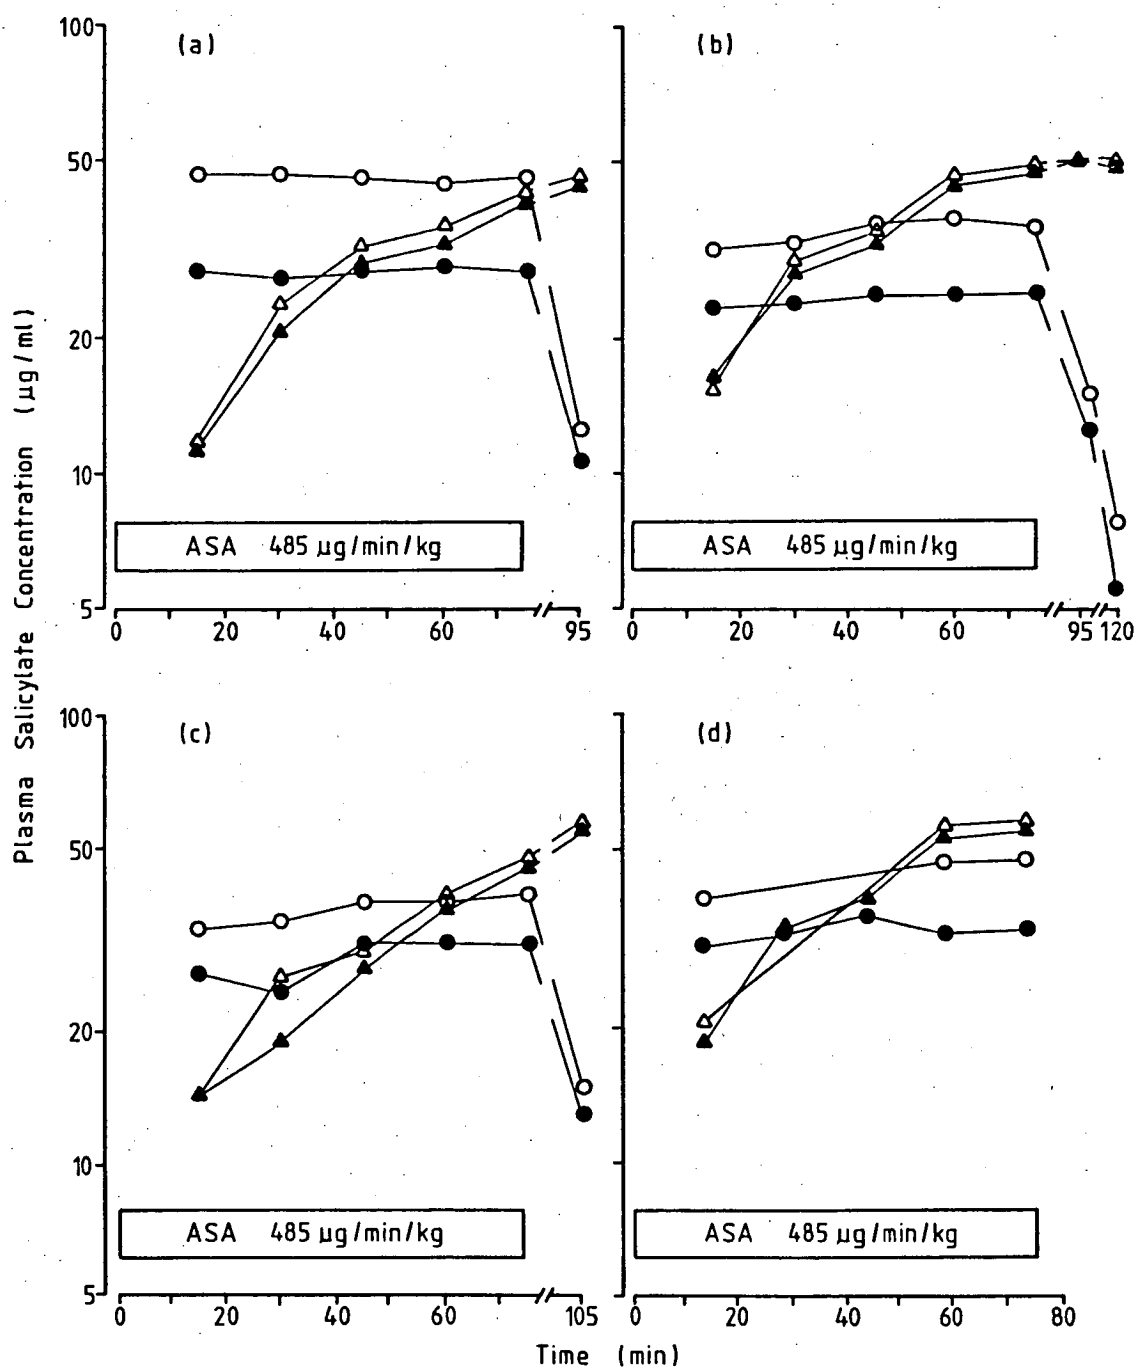 Plasma Salicylate Concentration (µg/ml)
100
50
20
10
5
(a)
ASA 485 µg/min/kg
0 20 40 60 95
(b)
ASA 485 µg/min/kg
0 20 40 60 95 120
100
50
20
10
5
(c)
ASA 485 µg/min/kg
0 20 40 60 105
(d)
ASA 485 µg/min/kg
0 20 40 60 80
Time (min)